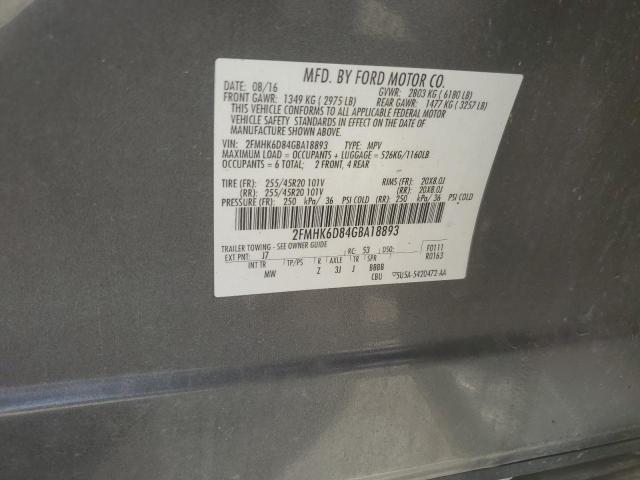 MFD. BY FORD MOTOR CO.
DATE: 08/16 GVWR: 2803 KG ( 6180 LB)
FRONT GAWR: 1349 KG ( 2975 LB) REAR GAWR: 1477 KG ( 3257 LB)
THIS VEHICLE CONFORMS TO ALL APPLICABLE FEDERAL MOTOR
VEHICLE SAFETY STANDARDS IN EFFECT ON THE DATE OF MANUFACTURE
SHOWN ABOVE.
VIN: 2FMHK6D84GBA18893 TYPE: MPV
MAXIMUM LOAD = OCCUPANTS + LUGGAGE = 526KG/1160LB
OCCUPANTS = 6 TOTAL; 2 FRONT, 4 REAR
TIRE (FR): 255/45R20 101V RIMS (FR): 20X8.0J
(RR): 255/45R20 101V (RR): 20X8.0J
PRESSURE (FR): 250 kPa/ 36 PSI COLD (RR): 250 kPa/ 36 PSI COLD
2FMHK6D84GBA18893
TRAILER TOWING - SEE OWNER GUIDE
EXT PNT: J7 RC: 53 DSO: F0111
R0163
INT TR TP/PS R AXLE TR SPR
MW Z 3J J BBBB
CBU 5U5A-5420472-AA